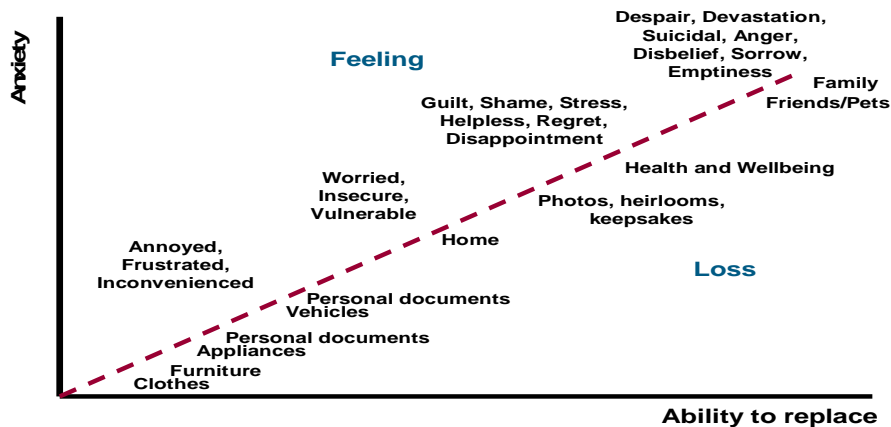 Anxiety
Feeling
Despair, Devastation,
Suicidal, Anger,
Disbelief, Sorrow,
Emptiness
Family
Friends/Pets
Guilt, Shame, Stress,
Helpless, Regret,
Disappointment
Health and Wellbeing
Worried,
Insecure,
Vulnerable
Photos, heirlooms,
keepsakes
Home
Annoyed,
Frustrated,
Inconvenienced
Loss
Personal documents
Vehicles
Personal documents
Appliances
Furniture
Clothes
Ability to replace